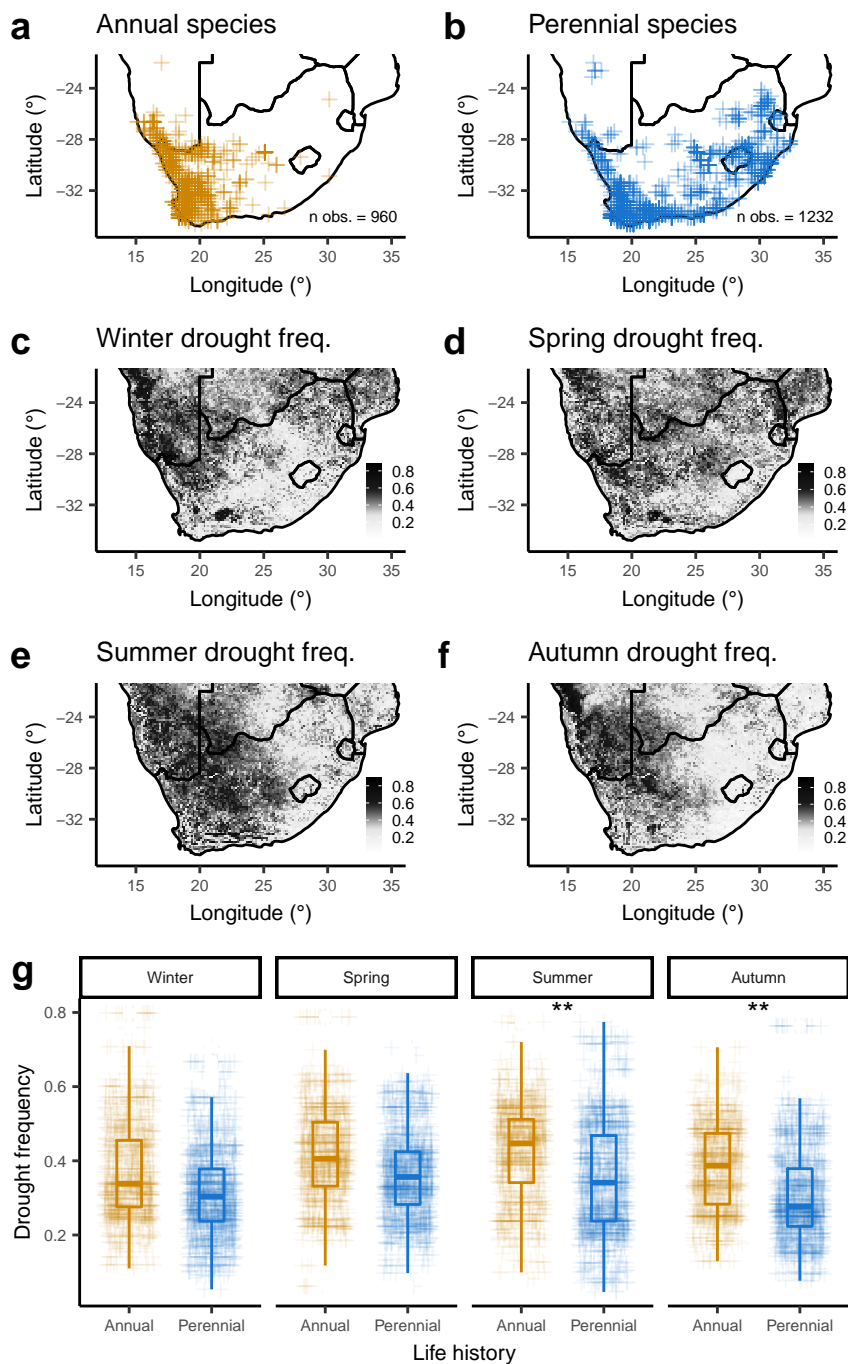 a Annual species
b Perennial species
−24
−28
−32
Latitude (°)
n obs. = 960
15 20 25 30 35
Longitude (°)
−24
−28
−32
Latitude (°)
n obs. = 1232
15 20 25 30 35
Longitude (°)
c Winter drought freq.
d Spring drought freq.
−24
−28
−32
Latitude (°)
0.8
0.6
0.4
0.2
15 20 25 30 35
Longitude (°)
−24
−28
−32
Latitude (°)
0.8
0.6
0.4
0.2
15 20 25 30 35
Longitude (°)
e Summer drought freq.
f Autumn drought freq.
−24
−28
−32
Latitude (°)
0.8
0.6
0.4
0.2
15 20 25 30 35
Longitude (°)
−24
−28
−32
Latitude (°)
0.8
0.6
0.4
0.2
15 20 25 30 35
Longitude (°)
g
Winter Spring Summer Autumn
** **
0.8
0.6
0.4
0.2
Drought frequency
Annual Perennial Annual Perennial Annual Perennial Annual Perennial
Life history